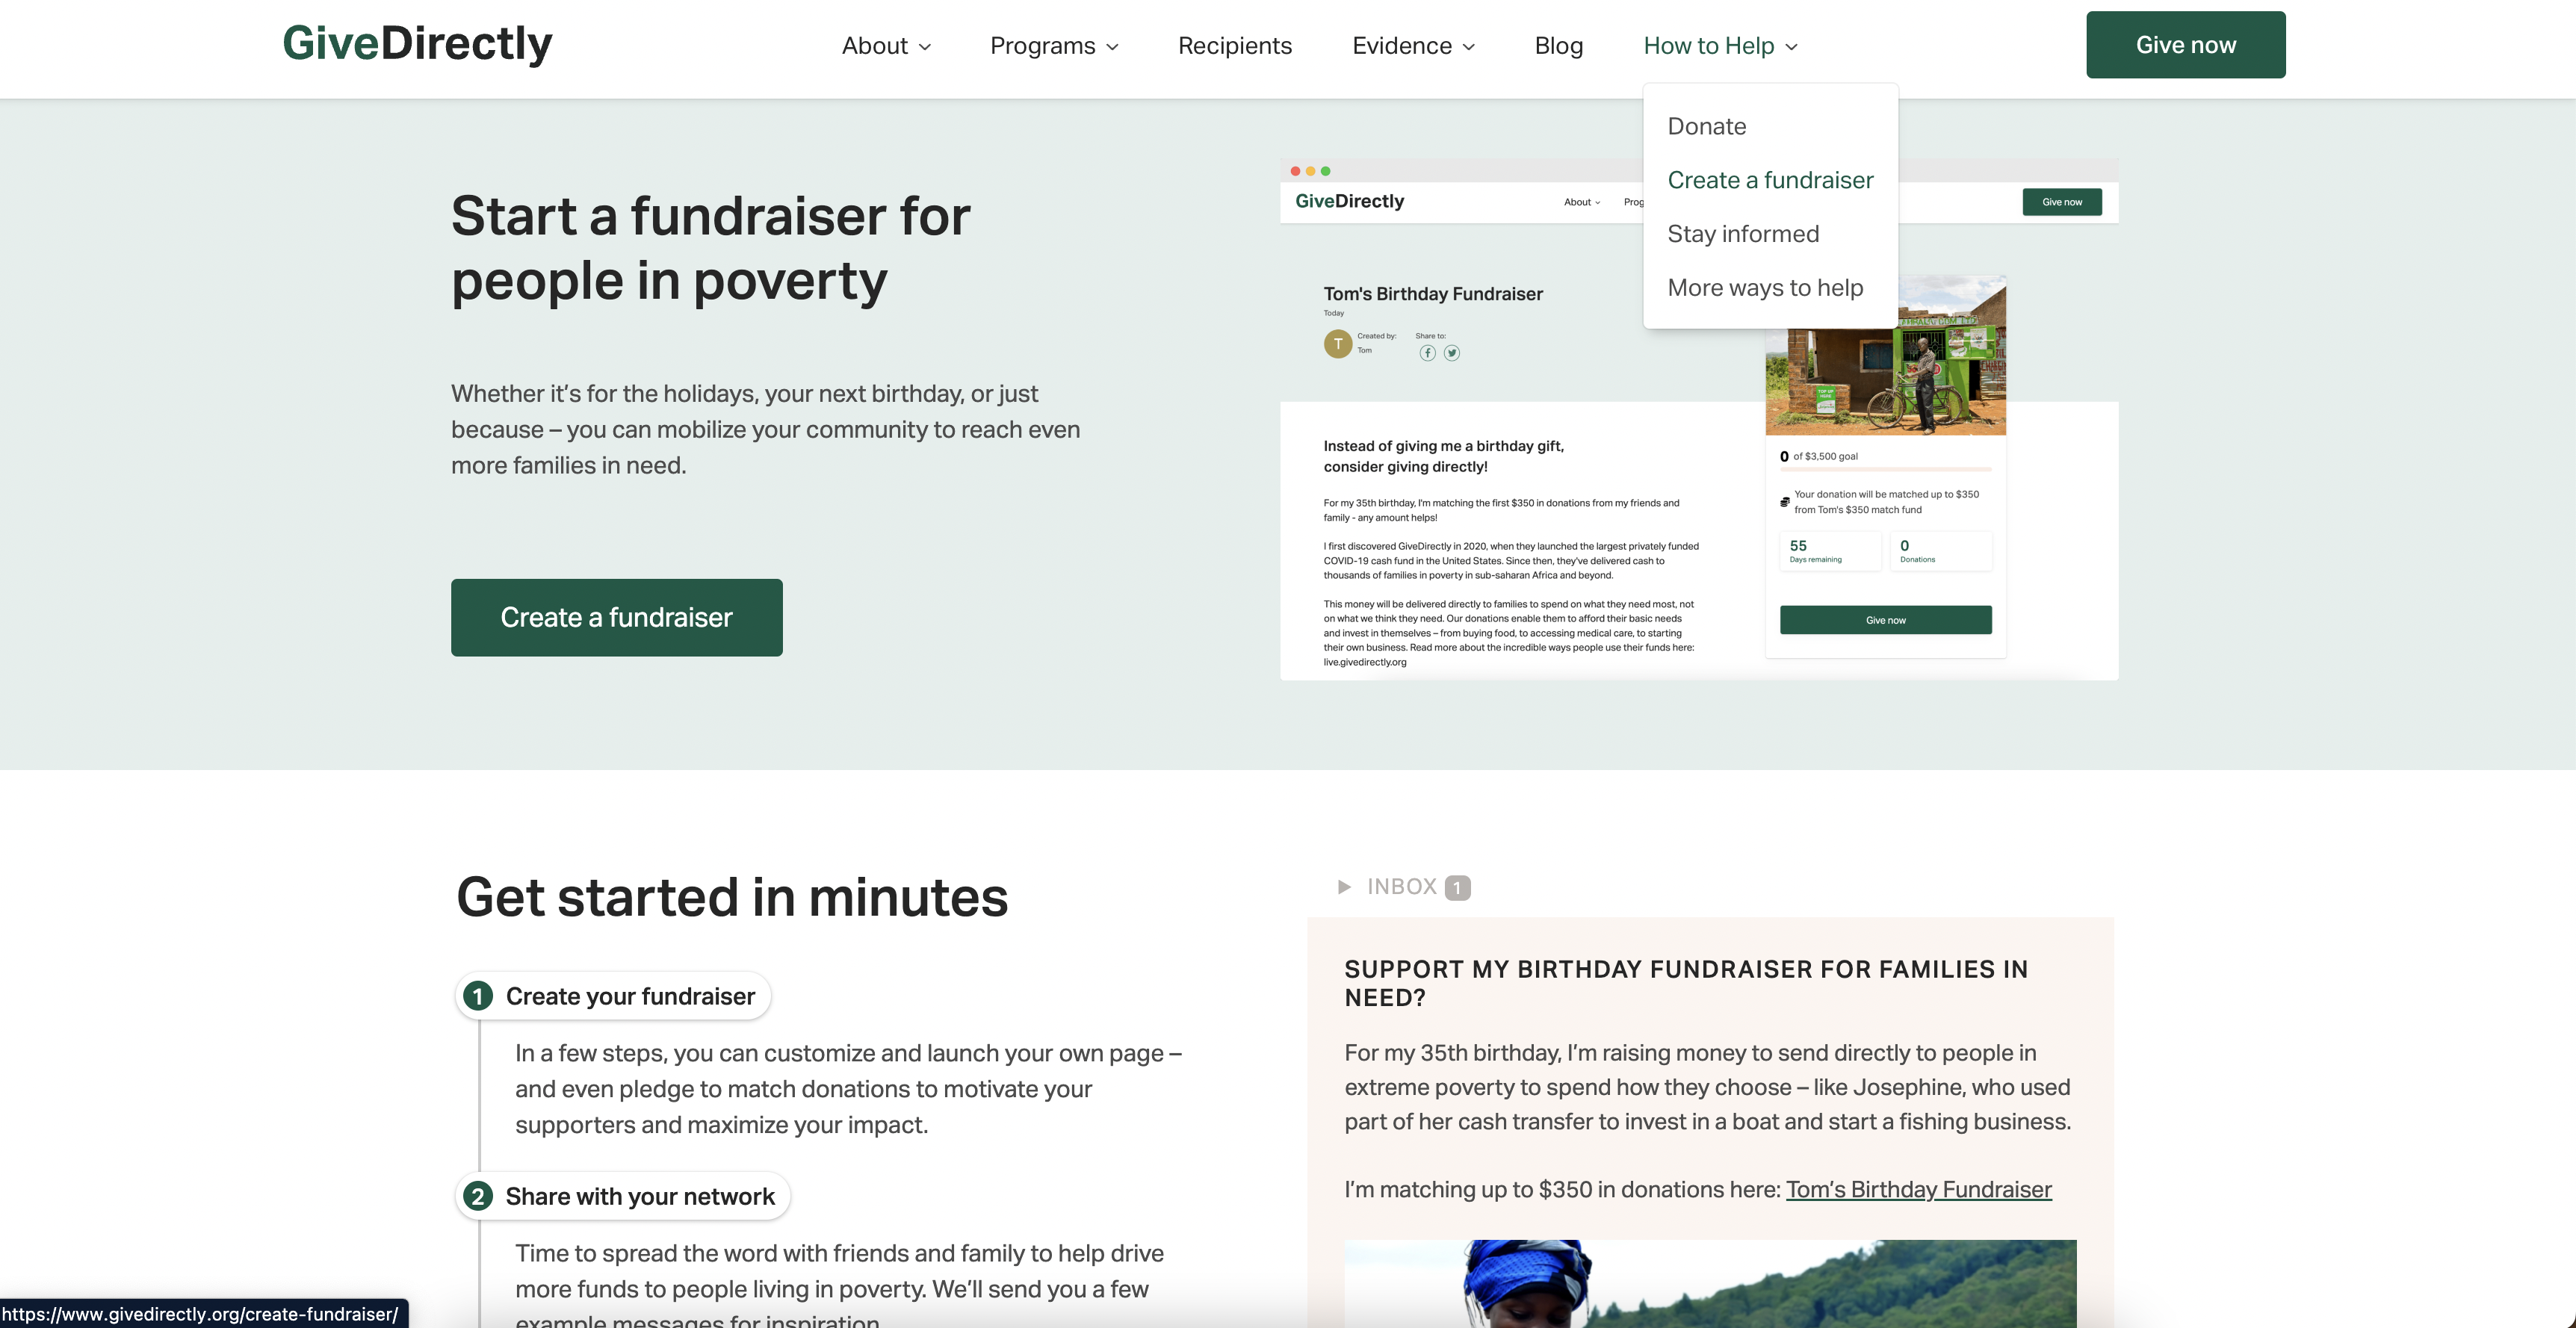 GiveDirectly
About
Programs
Recipients
Evidence
Blog
How to Help
Give now
Donate
Create a fundraiser
Stay informed
More ways to help
Start a fundraiser for
people in poverty
Whether it’s for the holidays, your next birthday, or just
because – you can mobilize your community to reach even
more families in need.
Create a fundraiser
GiveDirectly
About
Give now
Tom's Birthday Fundraiser
Today
T
Created by:
Tom
Share to:
Instead of giving me a birthday gift,
consider giving directly!
For my 35th birthday, I'm matching the first $350 in donations from my friends and
family - any amount helps!
I first discovered GiveDirectly in 2020, when they launched the largest privately funded
COVID-19 cash fund in the United States. Since then, they've delivered cash to
thousands of families in poverty in sub-saharan Africa and beyond.
This money will be delivered directly to families to spend on what they need most, not
on what we think they need. Our donations enable them to afford their basic needs
and invest in themselves – from buying food, to accessing medical care, to starting
their own business. Read more about the incredible ways people use their funds here:
live.givedirectly.org
0 of $3,500 goal
Your donation will be matched up to $350
from Tom's $350 match fund
55
Days remaining
0
Donations
Give now
Get started in minutes
1 Create your fundraiser
In a few steps, you can customize and launch your own page –
and even pledge to match donations to motivate your
supporters and maximize your impact.
2 Share with your network
Time to spread the word with friends and family to help drive
more funds to people living in poverty. We’ll send you a few
example messages for inspiration.
INBOX 1
SUPPORT MY BIRTHDAY FUNDRAISER FOR FAMILIES IN
NEED?
For my 35th birthday, I’m raising money to send directly to people in
extreme poverty to spend how they choose – like Josephine, who used
part of her cash transfer to invest in a boat and start a fishing business.
I’m matching up to $350 in donations here: Tom’s Birthday Fundraiser
https://www.givedirectly.org/create-fundraiser/